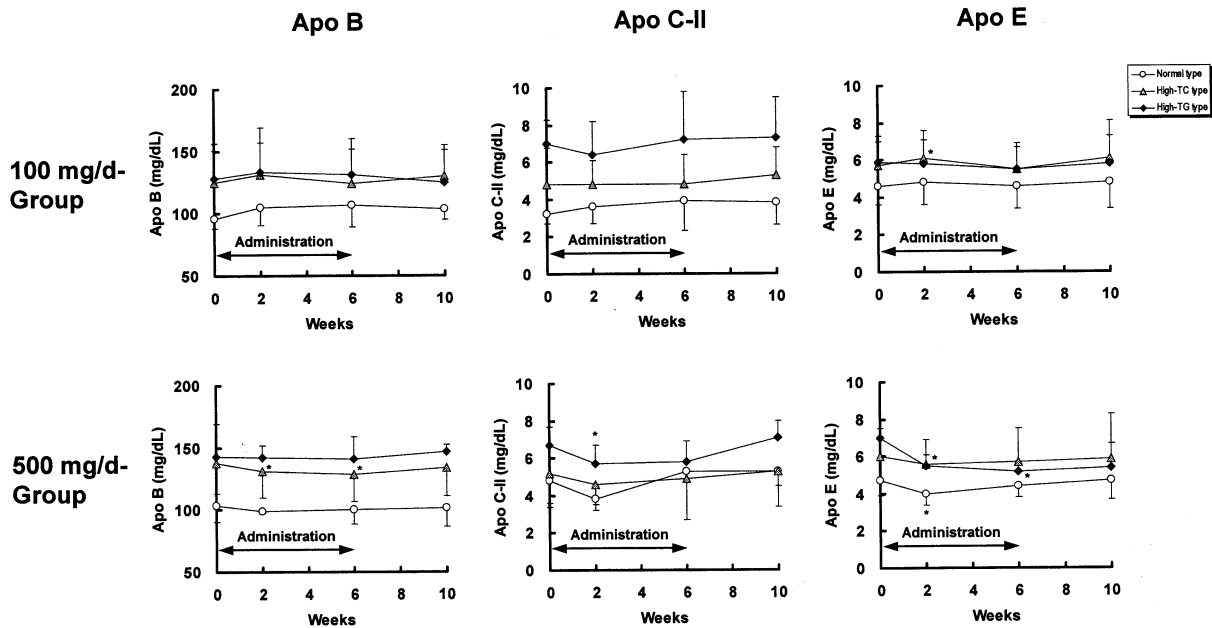 Apo B
Apo C-II
Apo E
Normal type
High-TC type
High-TG type
100 mg/d-
Group
Apo B (mg/dL)
200
150
100
50
Administration
0 2 4 6 8 10
Weeks
Apo C-II (mg/dL)
10
8
6
4
2
0
Administration
0 2 4 6 8 10
Weeks
Apo E (mg/dL)
10
8
6
4
2
0
*
Administration
0 2 4 6 8 10
Weeks
500 mg/d-
Group
Apo B (mg/dL)
200
150
100
50
* *
Administration
0 2 4 6 8 10
Weeks
Apo C-II (mg/dL)
10
8
6
4
2
0
*
Administration
0 2 4 6 8 10
Weeks
Apo E (mg/dL)
10
8
6
4
2
0
*
*
*
Administration
0 2 4 6 8 10
Weeks